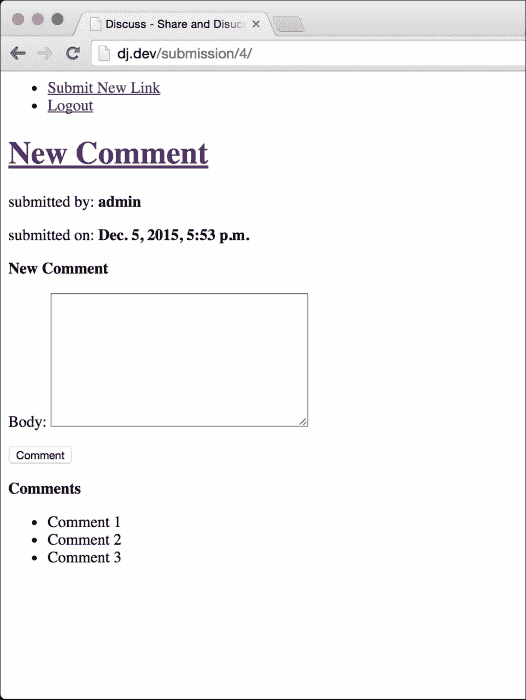 Discuss - Share and Disuc
dj.dev/submission/4/
Submit New Link
Logout
New Comment
submitted by: admin
submitted on: Dec. 5, 2015, 5:53 p.m.
New Comment
Body:
Comment
Comments
Comment 1
Comment 2
Comment 3